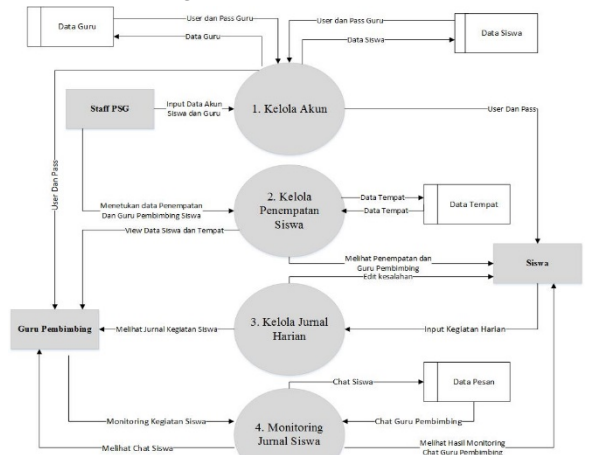 User dan Pass Guru
Data Guru
Data Guru
User dan Pass Guru
Data Siswa
Data Siswa
Staff PSG
Input Data Akun
Siswa dan Guru
1. Kelola Akun
User Dan Pass
User Dan Pass
Menetukan data Penempatan
Dan Guru Pembimbing Siswa
2. Kelola
Penempatan
Siswa
Data Tempat
Data Tempat
Data Tempat
View Data Siswa dan Tempat
Melihat Penempatan dan
Guru Pembimbing
Edit kesalahan
Siswa
Guru Pembimbing
Melihat Jurnal Kegiatan Siswa
3. Kelola Jurnal
Harian
Input Kegiatan Harian
Chat Siswa
Data Pesan
Monitoring Kegiatan Siswa
4. Monitoring
Jurnal Siswa
Chat Guru Pembimbing
Melihat Chat Siswa
Melihat Hasil Monitoring
Chat Guru Pembimbing